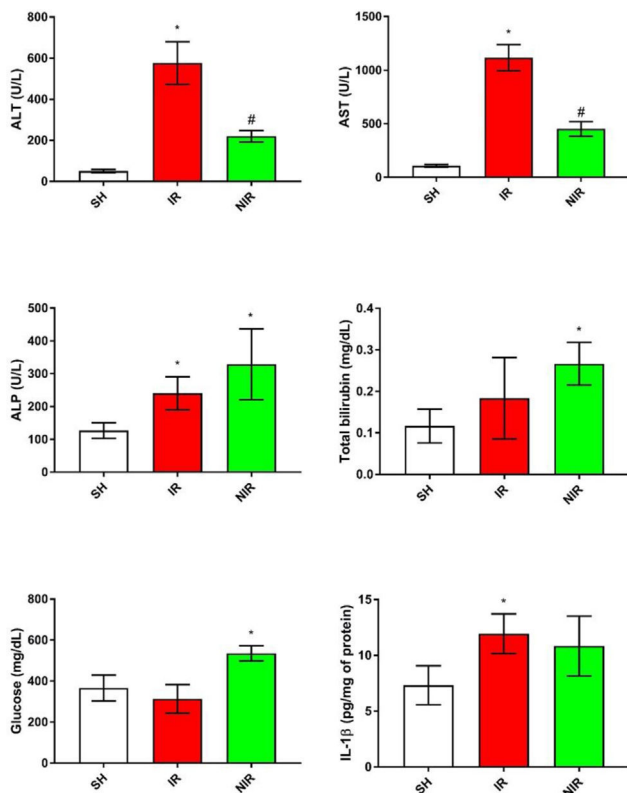 ALT (U/L)
800
600
400
200
0
*
#
SH
IR
NIR
AST (U/L)
1500
1000
500
0
*
#
SH
IR
NIR
ALP (U/L)
500
400
300
200
100
0
*
*
SH
IR
NIR
Total bilirubin (mg/dL)
0.4
0.3
0.2
0.1
0.0
*
SH
IR
NIR
Glucose (mg/dL)
800
600
400
200
0
*
SH
IR
NIR
IL-1β (pg/mg of protein)
15
10
5
0
*
SH
IR
NIR